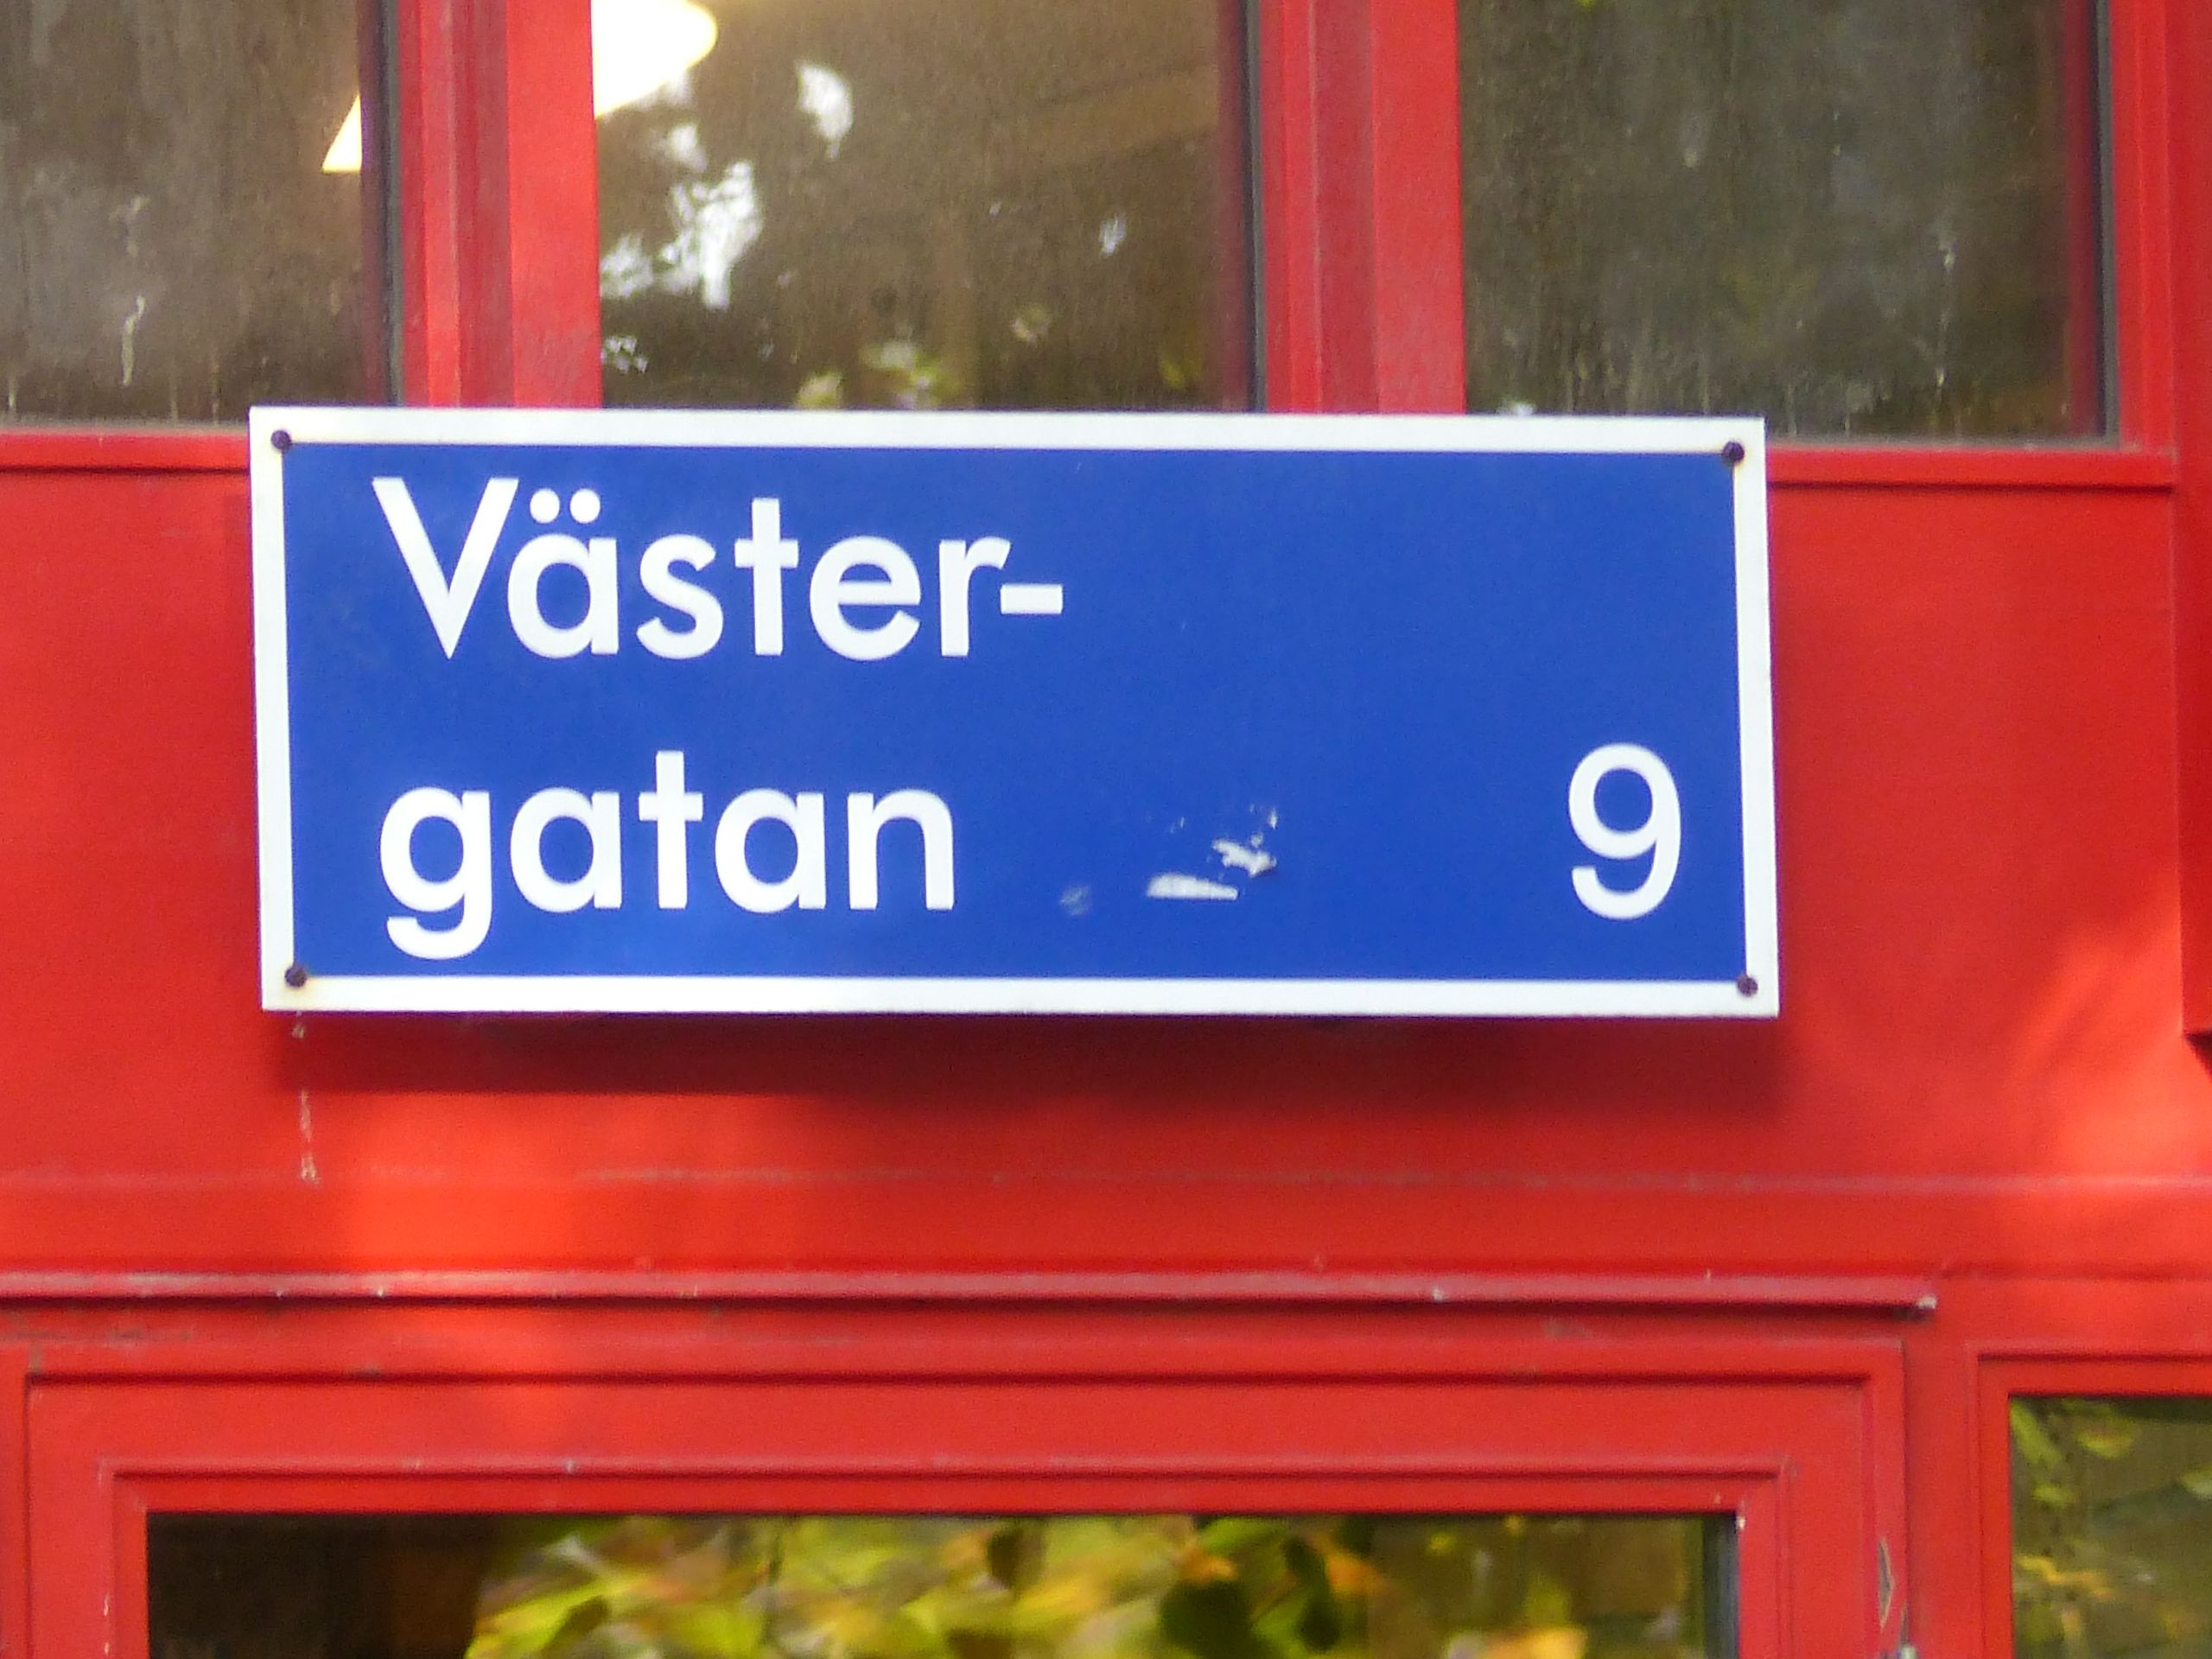 Väster-
gatan 9